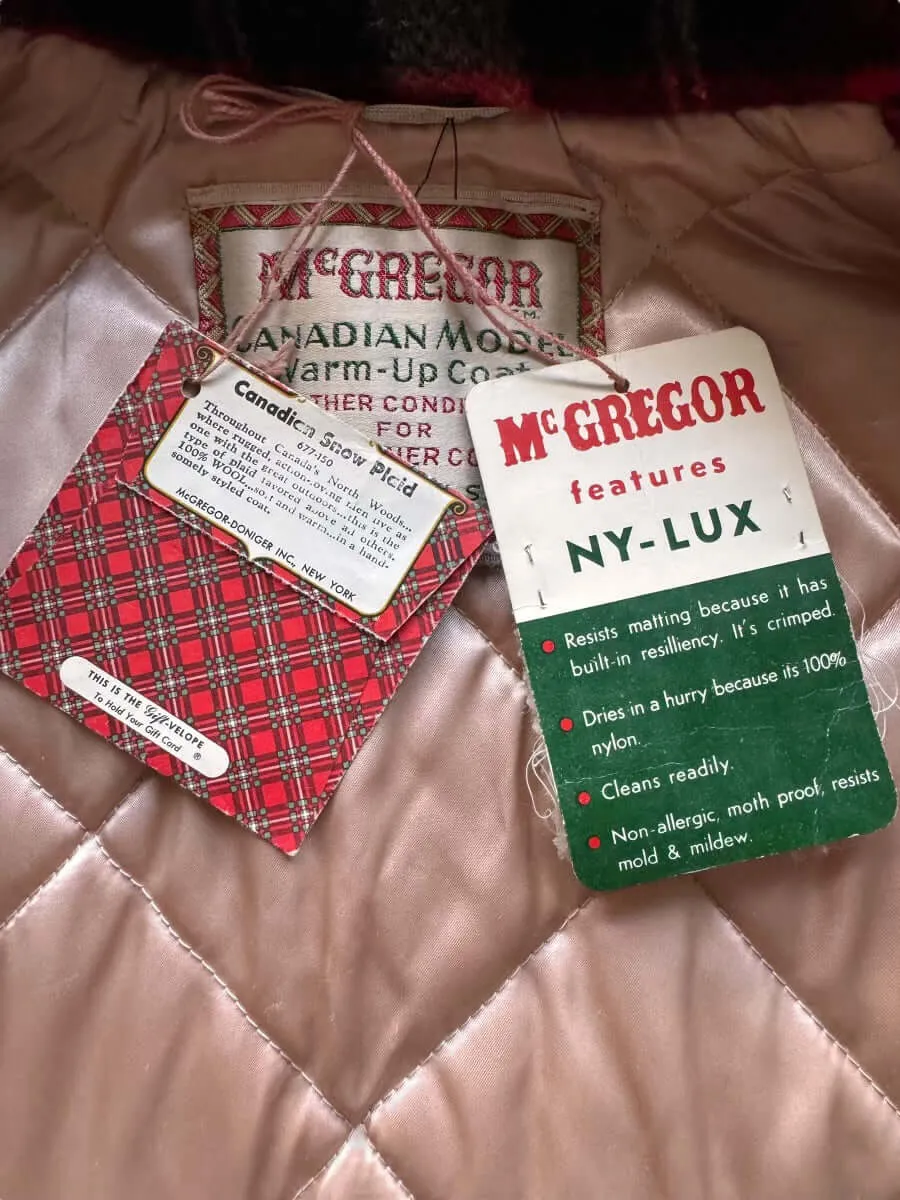 McGREGOR
T.M.
CANADIAN MODEL
Warm-Up Coat
FOR
Canadian Snow Plaid
677-150
Throughout Canada's North Woods...
where rugged, action-loving men live as
one with the great outdoors...this is the
type of plaid favored above all others.
100% WOOL...soft and warm...in a hand-
somely styled coat.
McGREGOR-DONIGER INC., NEW YORK
THIS IS THE Gift-VELOPE
To Hold Your Gift Card
®
McGREGOR
features
NY-LUX
Resists matting because it has
built-in resilliency. It's crimped.
Dries in a hurry because its 100%
nylon.
Cleans readily.
Non-allergic, moth proof, resists
mold & mildew.